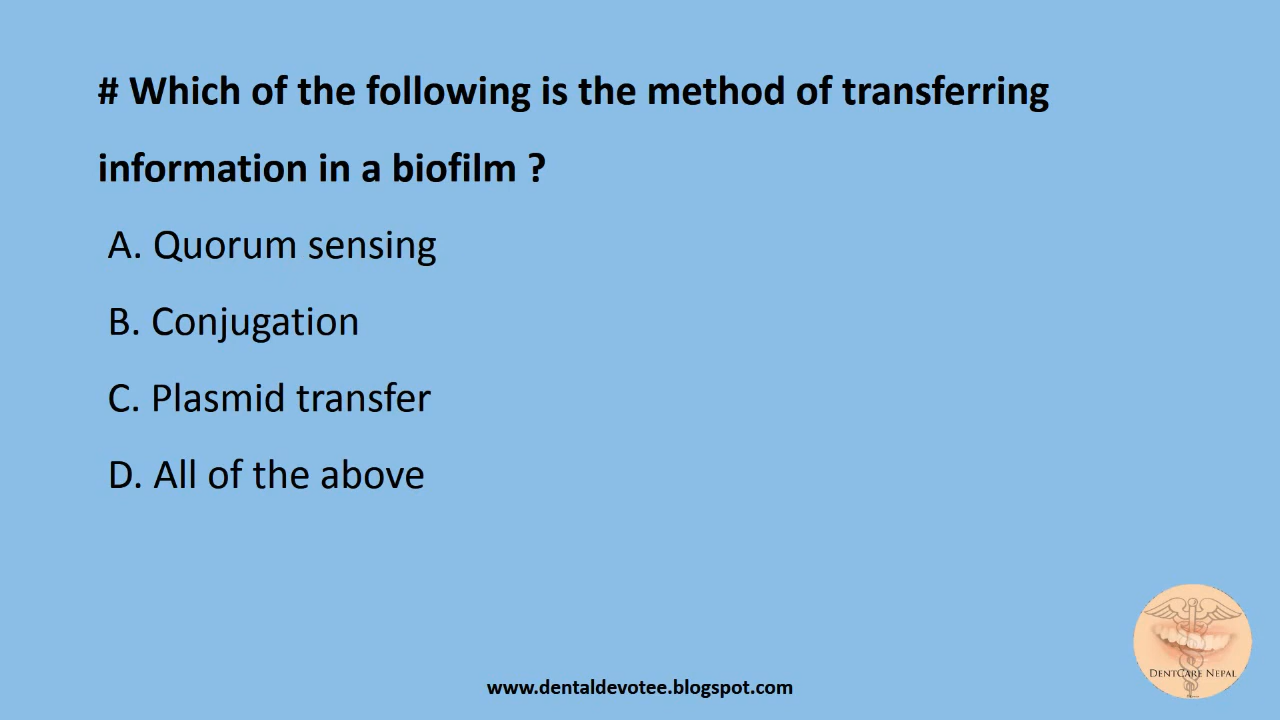 # Which of the following is the method of transferring
information in a biofilm ?
A. Quorum sensing
B. Conjugation
C. Plasmid transfer
D. All of the above
DENTCARE NEPAL
www.dentaldevotee.blogspot.com